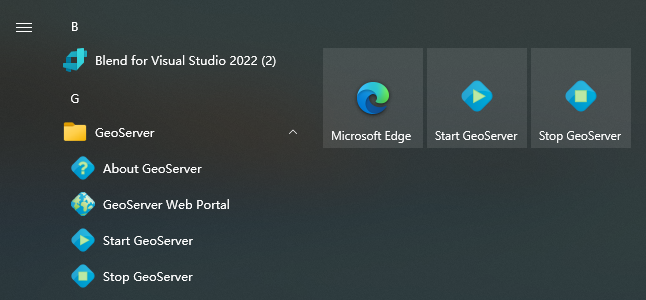 B
Blend for Visual Studio 2022 (2)
G
GeoServer
About GeoServer
GeoServer Web Portal
Start GeoServer
Stop GeoServer
Microsoft Edge
Start GeoServer
Stop GeoServer